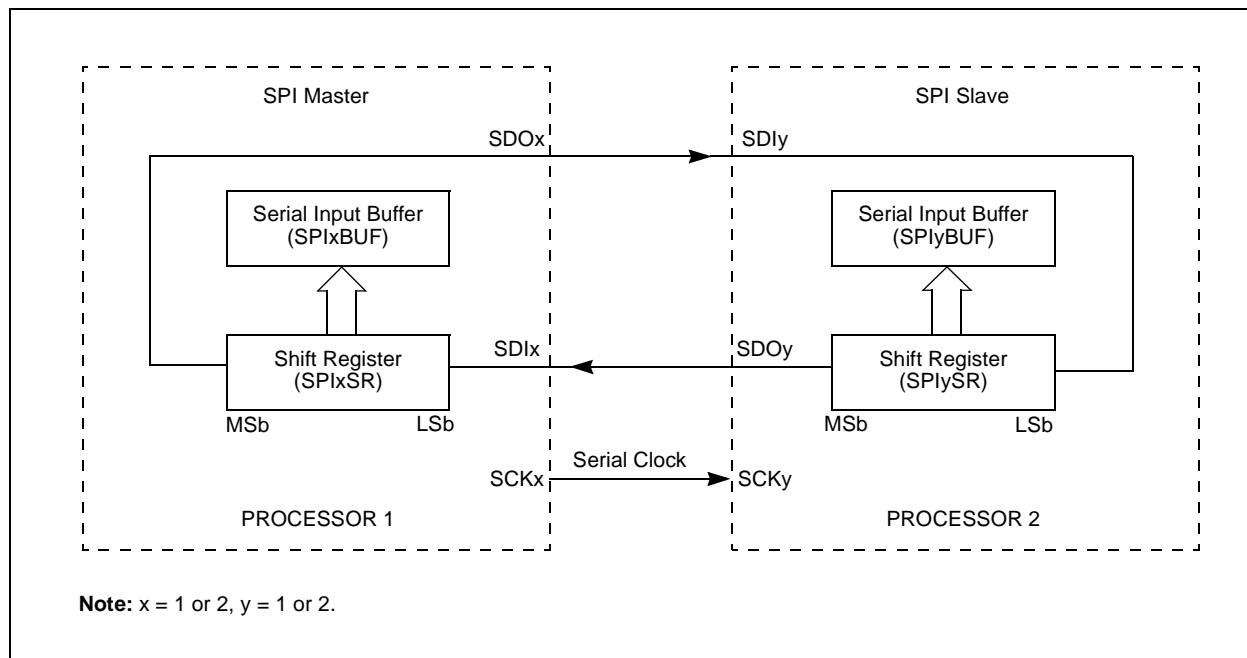 SPI Master
SPI Slave
SDOx
SDIy
Serial Input Buffer
(SPIxBUF)
Serial Input Buffer
(SPIyBUF)
Shift Register
(SPIxSR)
SDIx
SDOy
Shift Register
(SPIySR)
MSb
LSb
MSb
LSb
SCKx
Serial Clock
SCKy
PROCESSOR 1
PROCESSOR 2
Note: x = 1 or 2, y = 1 or 2.